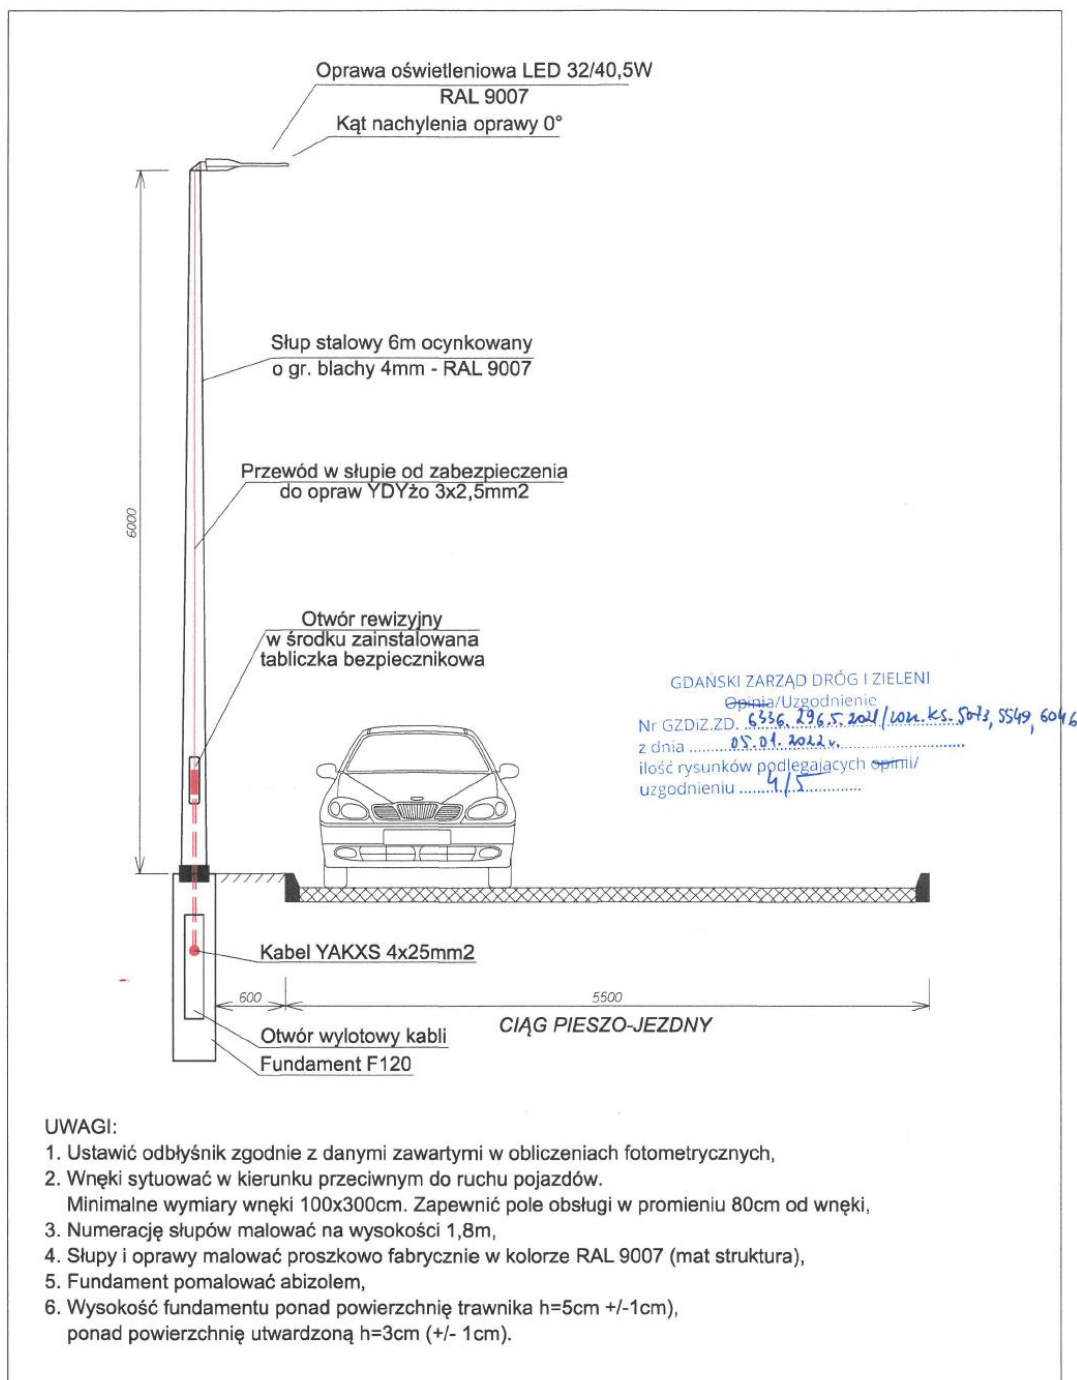 Oprawa oświetleniowa LED 32/40,5W
RAL 9007
Kąt nachylenia oprawy 0°
Słup stalowy 6m ocynkowany
o gr. blachy 4mm - RAL 9007
Przewód w słupie od zabezpieczenia
do opraw YDYżo 3x2,5mm2
6000
Otwór rewizyjny
w środku zainstalowana
tabliczka bezpiecznikowa
GDAŃSKI ZARZĄD DRÓG I ZIELENI
Opinia/Uzgodnienie
Nr GZDiZ.ZD. 6336.296.5.2021/ KS. 5073, 5549, 6046
z dnia 05.01.2022r.
ilość rysunków podlegających opinii/
uzgodnieniu 4/5
Kabel YAKXS 4x25mm2
600
5500
CIĄG PIESZO-JEZDNY
Otwór wylotowy kabli
Fundament F120
UWAGI:
1. Ustawić odbłyśnik zgodnie z danymi zawartymi w obliczeniach fotometrycznych,
2. Wnęki sytuować w kierunku przeciwnym do ruchu pojazdów.
Minimalne wymiary wnęki 100x300cm. Zapewnić pole obsługi w promieniu 80cm od wnęki,
3. Numerację słupów malować na wysokości 1,8m,
4. Słupy i oprawy malować proszkowo fabrycznie w kolorze RAL 9007 (mat struktura),
5. Fundament pomalować abizolem,
6. Wysokość fundamentu ponad powierzchnię trawnika h=5cm +/-1cm),
ponad powierzchnię utwardzoną h=3cm (+/- 1cm).